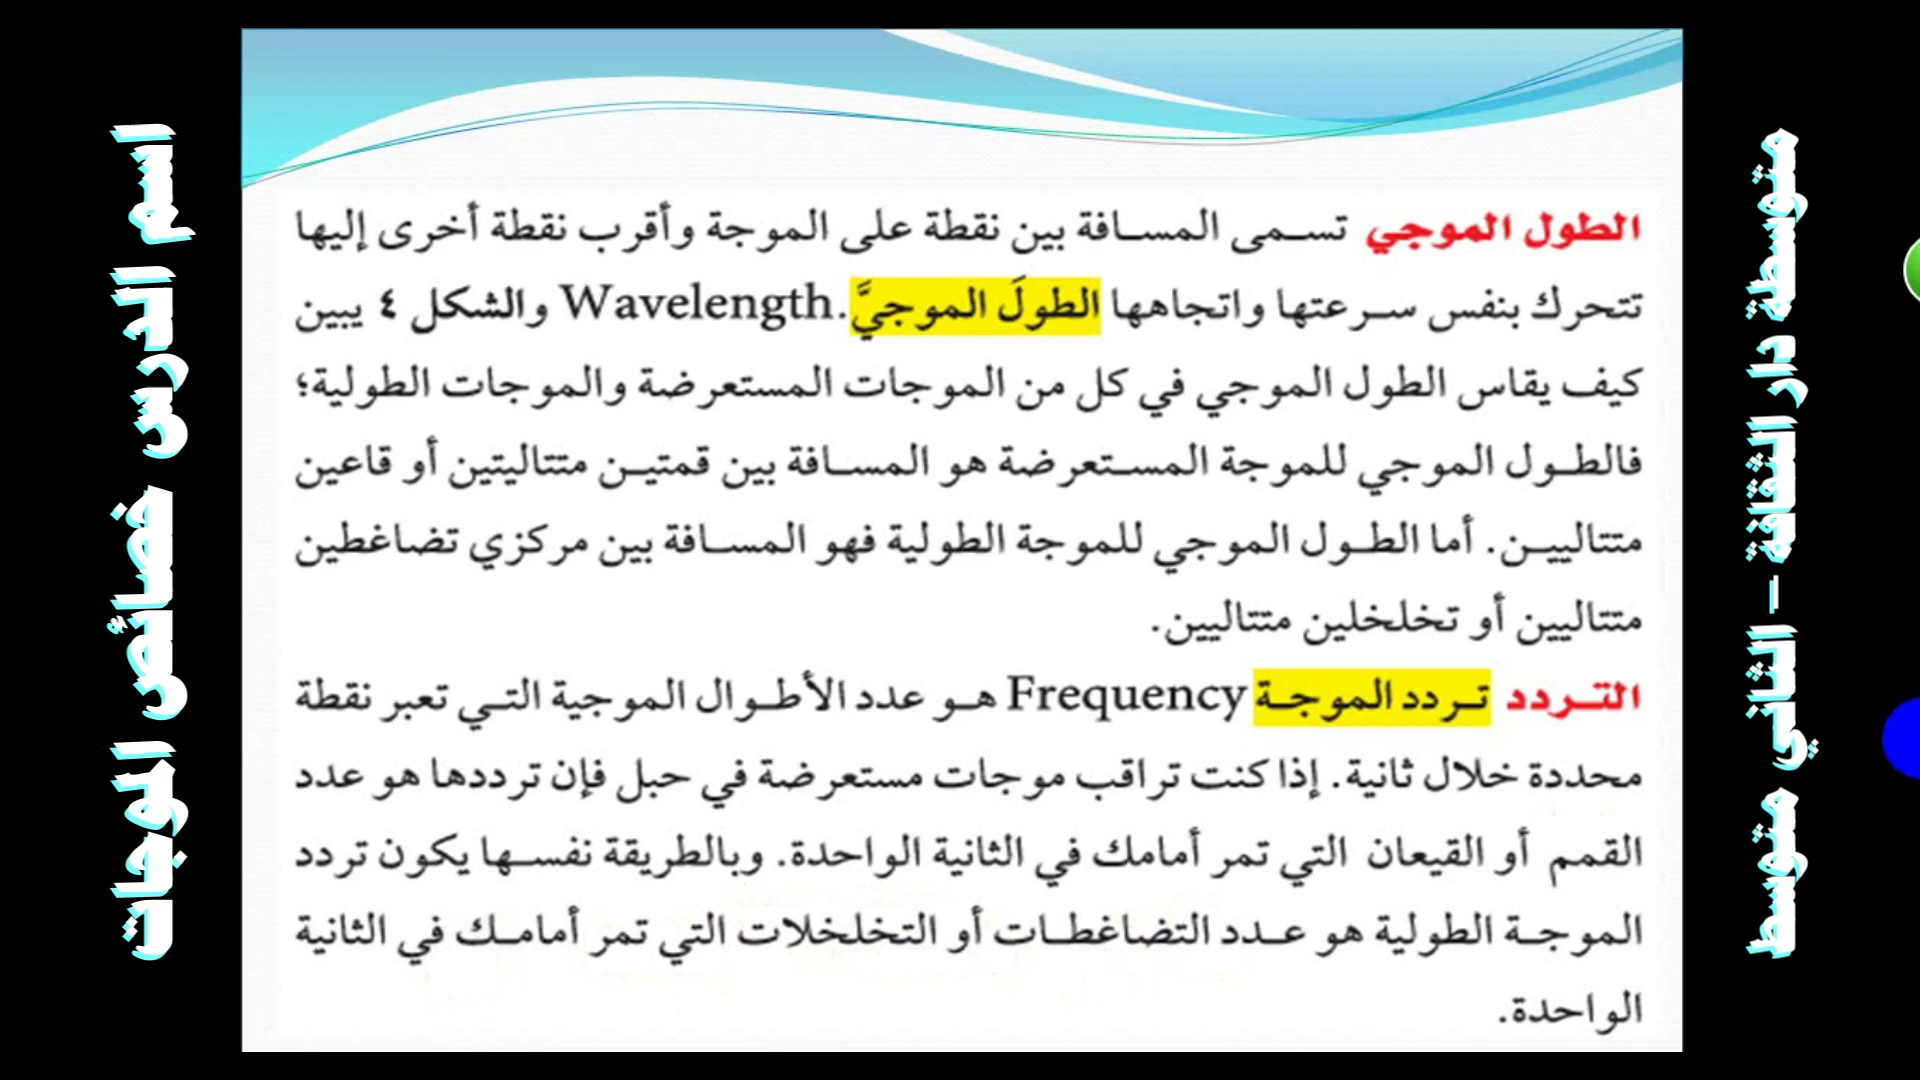 متوسطة دار الثقافة – الثاني متوسط
الطول الموجي تسمى المسافة بين نقطة على الموجة وأقرب نقطة أخرى إليها
تتحرك بنفس سرعتها واتجاهها الطولَ الموجيَّ Wavelength. والشكل ٤ يبين
كيف يقاس الطول الموجي في كل من الموجات المستعرضة والموجات الطولية؛
فالطول الموجي للموجة المستعرضة هو المسافة بين قمتين متتاليتين أو قاعين
متتاليين. أما الطول الموجي للموجة الطولية فهو المسافة بين مركزي تضاغطين
متتاليين أو تخلخلين متتاليين.
التردد تردد الموجة Frequency هو عدد الأطوال الموجية التي تعبر نقطة
محددة خلال ثانية. إذا كنت تراقب موجات مستعرضة في حبل فإن ترددها هو عدد
القمم أو القيعان التي تمر أمامك في الثانية الواحدة. وبالطريقة نفسها يكون تردد
الموجة الطولية هو عدد التضاغطات أو التخلخلات التي تمر أمامك في الثانية
الواحدة.
اسم الدرس خصائص الموجات